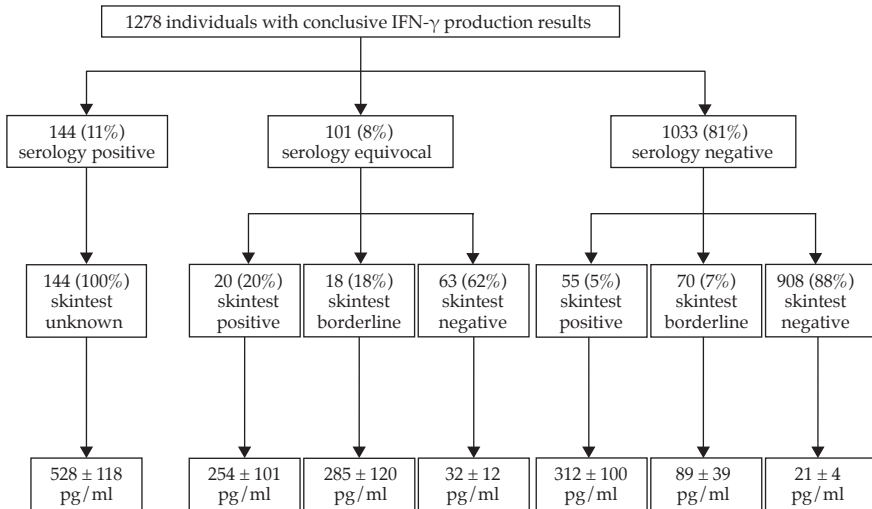 1278 individuals with conclusive IFN-γ production results
144 (11%)
serology positive
101 (8%)
serology equivocal
1033 (81%)
serology negative
144 (100%)
skintest
unknown
20 (20%)
skintest
positive
18 (18%)
skintest
borderline
63 (62%)
skintest
negative
55 (5%)
skintest
positive
70 (7%)
skintest
borderline
908 (88%)
skintest
negative
528 ± 118
pg/ml
254 ± 101
pg/ml
285 ± 120
pg/ml
32 ± 12
pg/ml
312 ± 100
pg/ml
89 ± 39
pg/ml
21 ± 4
pg/ml